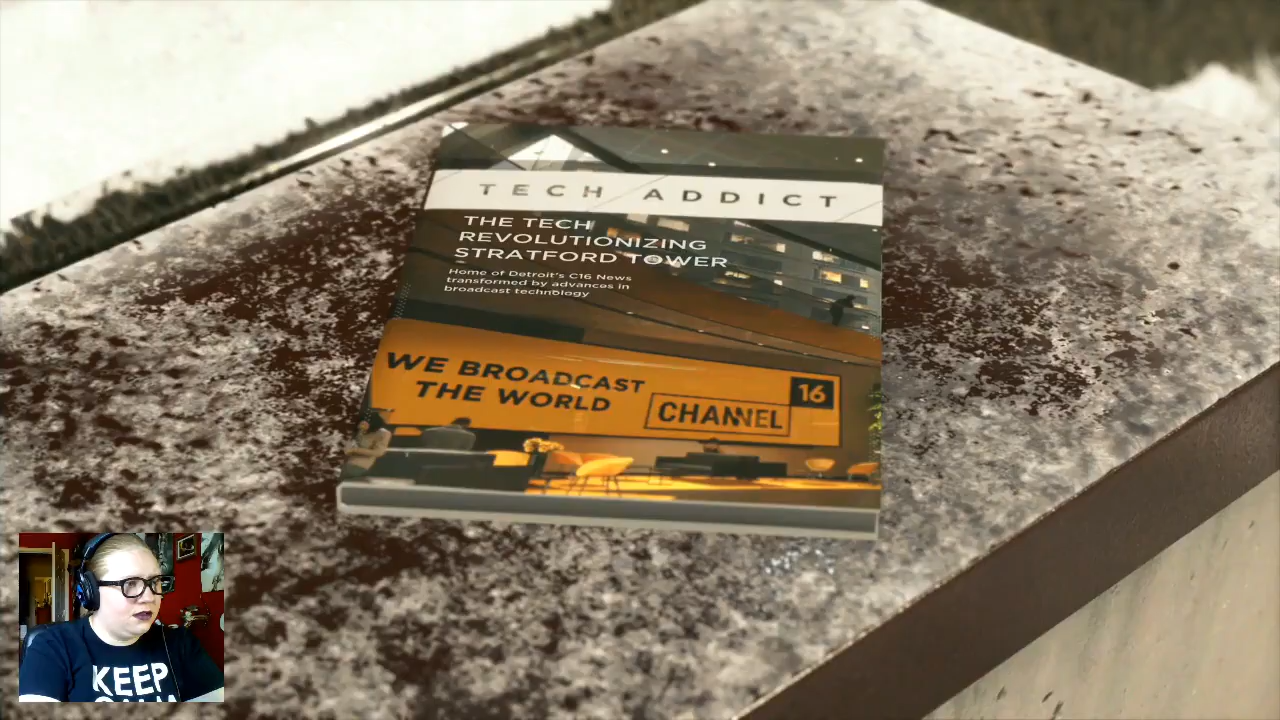 TECH ADDICT
THE TECH
REVOLUTIONIZING
STRATFORD TOWER
Home of Detroit's C16 News
transformed by advances in
broadcast technology
WE BROADCAST
THE WORLD
CHANNEL
16
KEEP
CALM